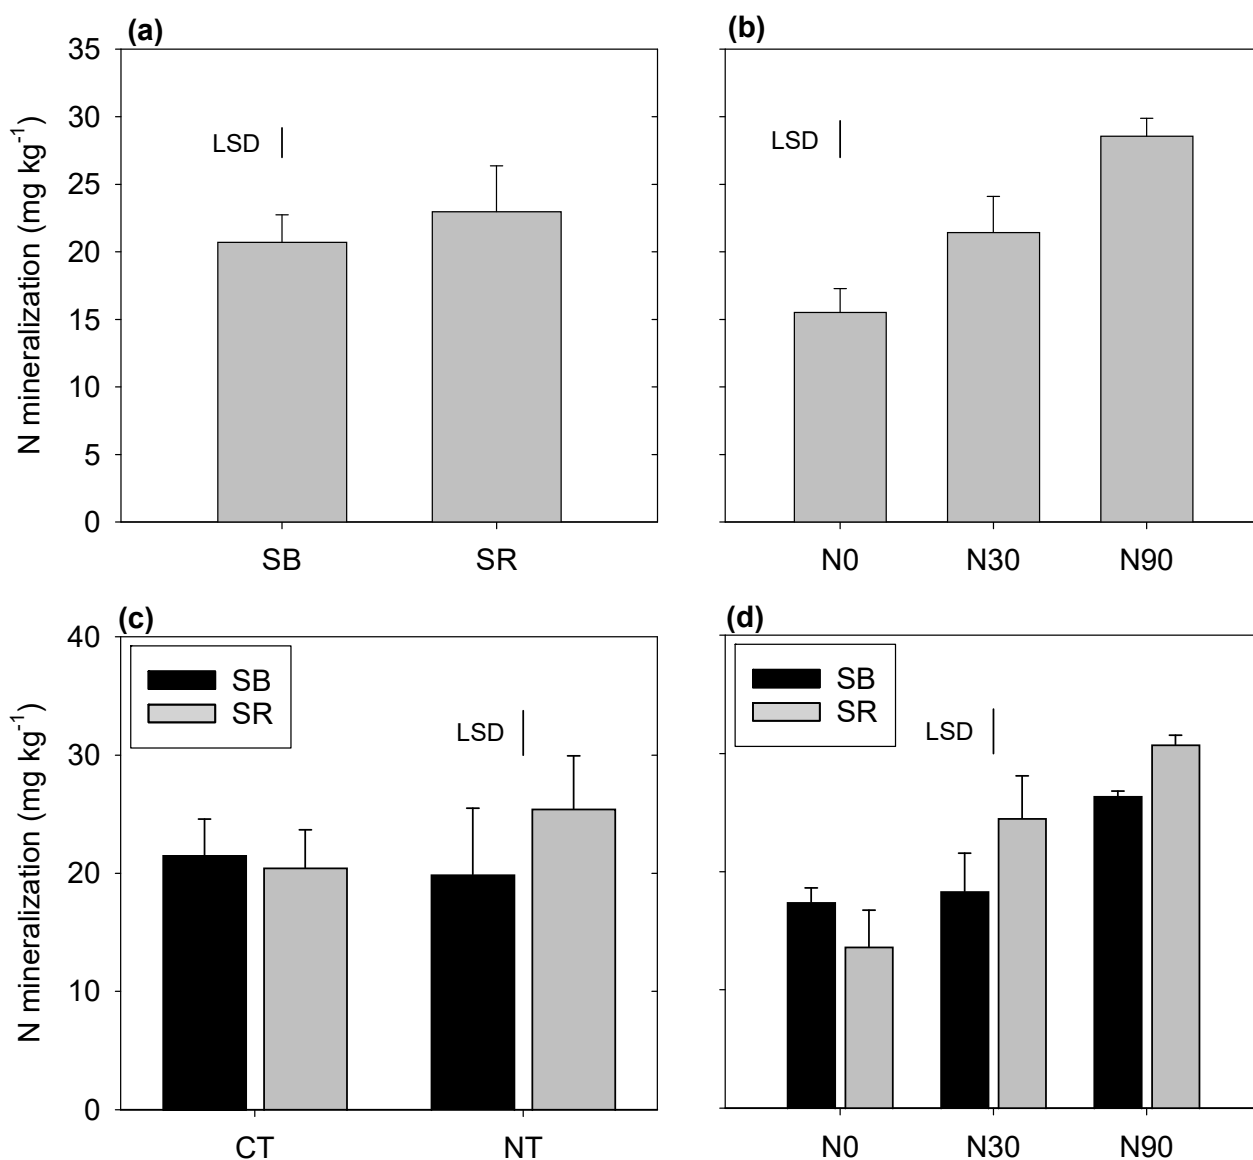 (a)
(b)
N mineralization (mg kg⁻¹)
35
30
25
20
15
10
5
0
LSD
SB
SR
LSD
N0
N30
N90
(c)
(d)
N mineralization (mg kg⁻¹)
40
30
20
10
0
SB
SR
LSD
CT
NT
SB
SR
LSD
N0
N30
N90